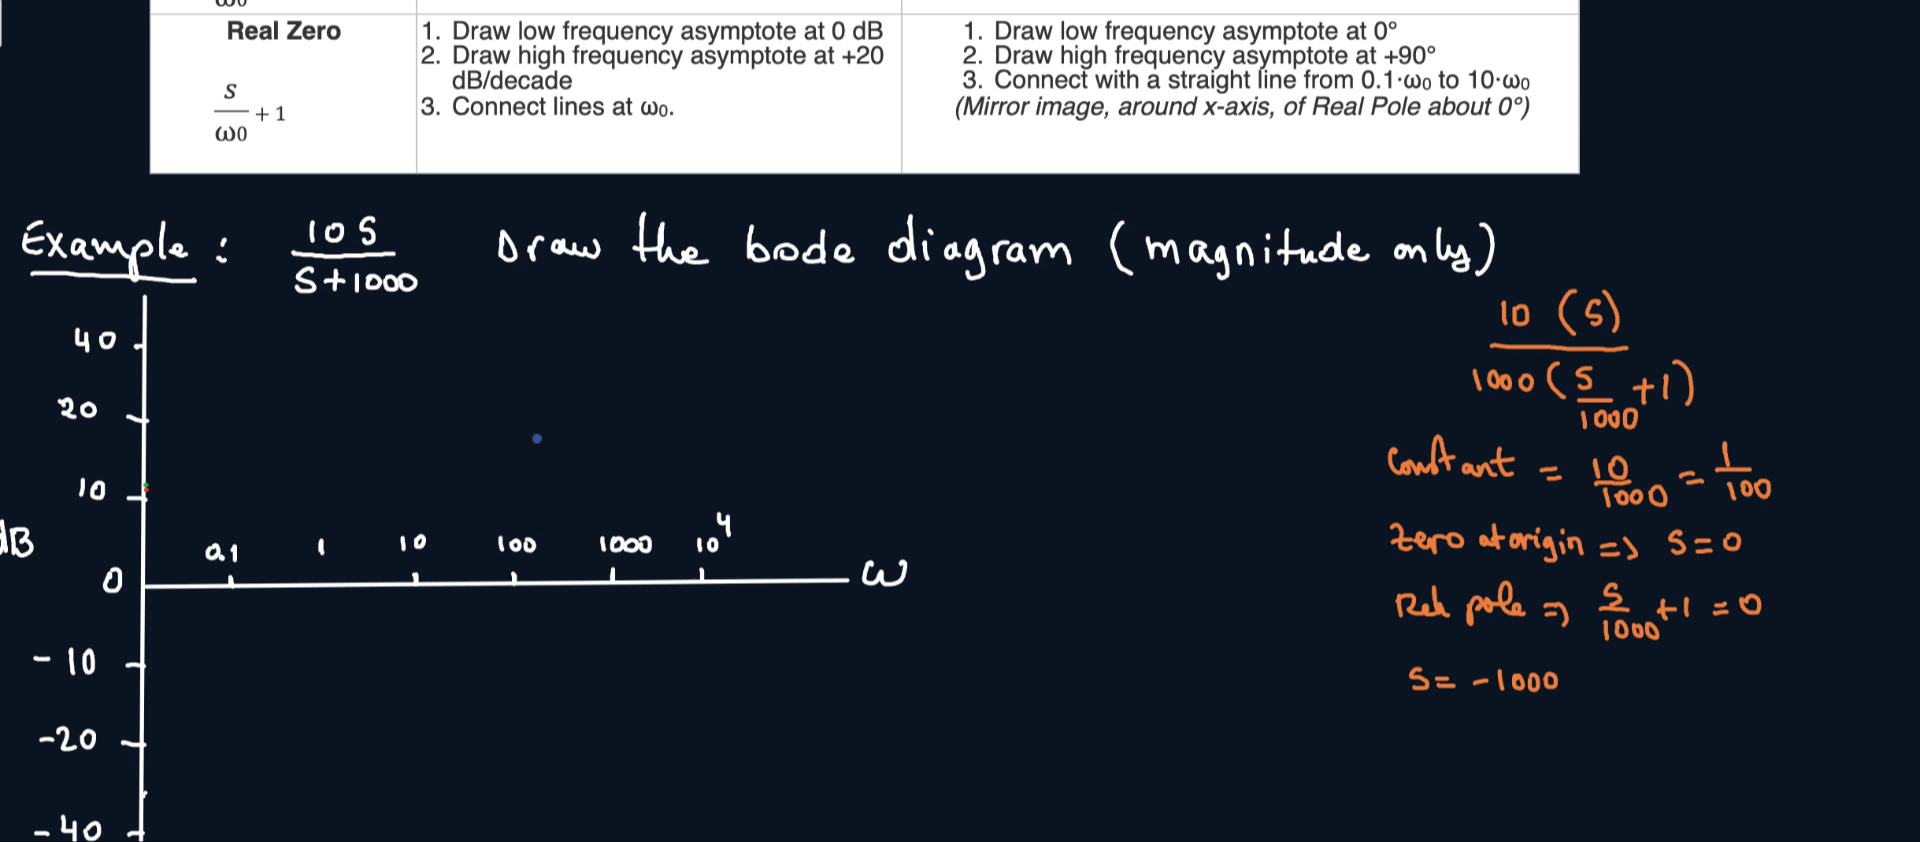 Real Zero
s
—— + 1
ω0
1. Draw low frequency asymptote at 0 dB
2. Draw high frequency asymptote at +20
dB/decade
3. Connect lines at ω₀.
1. Draw low frequency asymptote at 0°
2. Draw high frequency asymptote at +90°
3. Connect with a straight line from 0.1·ω₀ to 10·ω₀
(Mirror image, around x-axis, of Real Pole about 0°)
Example : 10 S / S+1000 Draw the bode diagram (magnitude only)
40
20
10
dB
0
-10
-20
-40
0.1 1 10 100 1000 10⁴
ω
10 (S)
1000 (S/1000 +1)
Constant = 10/1000 = 1/100
Zero at origin => S=0
pole => S/1000 +1 = 0
S= -1000